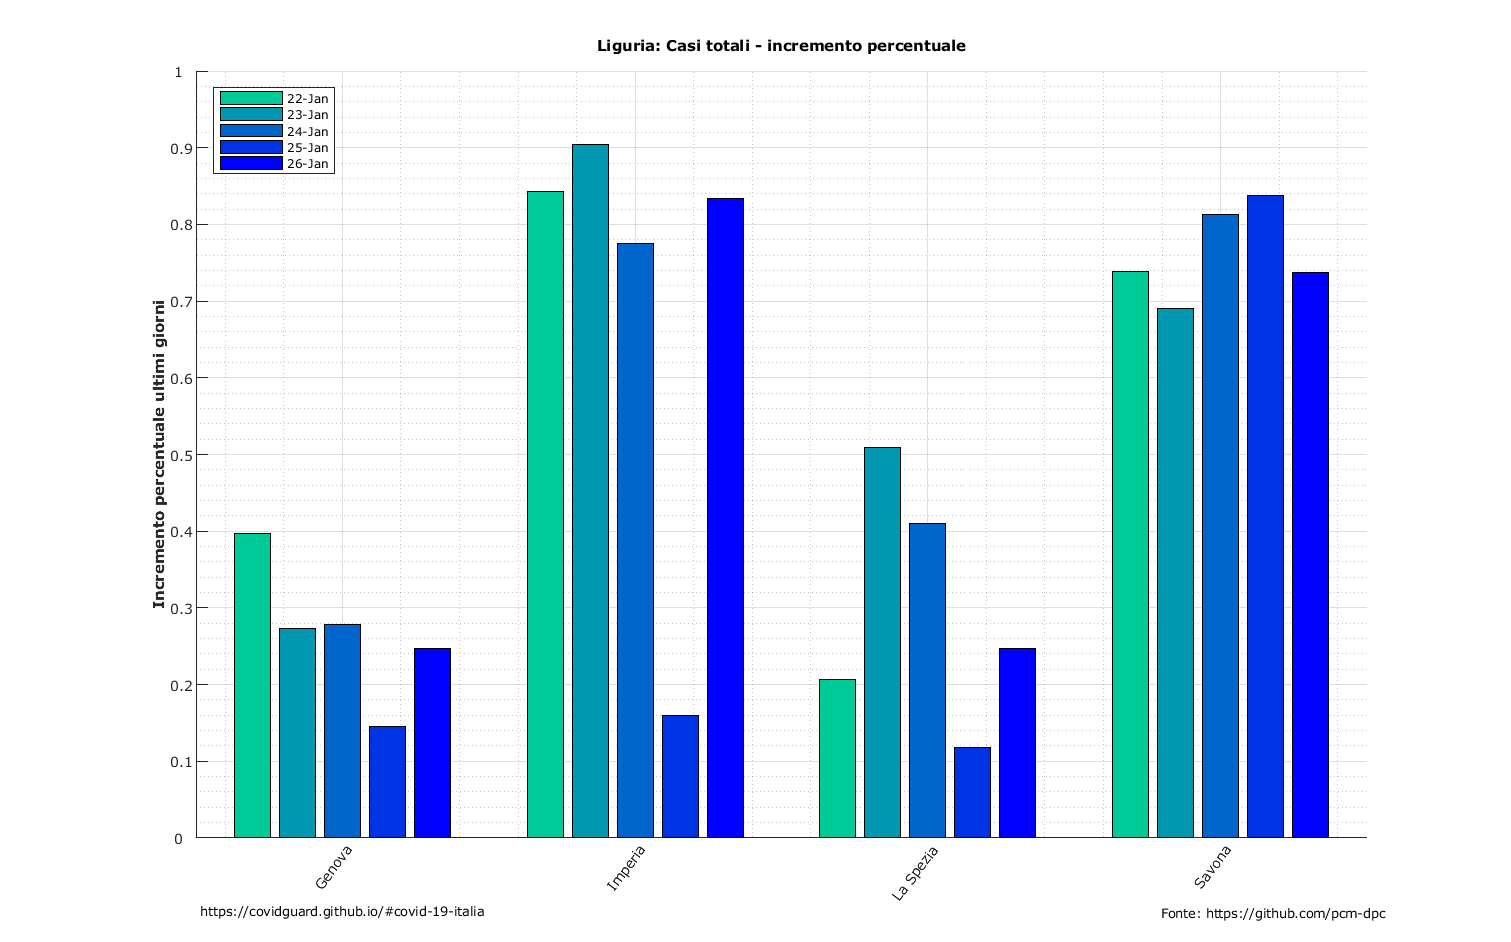 Liguria: Casi totali - incremento percentuale
Incremento percentuale ultimi giorni
1
0.9
0.8
0.7
0.6
0.5
0.4
0.3
0.2
0.1
0
22-Jan
23-Jan
24-Jan
25-Jan
26-Jan
Genova
Imperia
La Spezia
Savona
https://covidguard.github.io/#covid-19-italia
Fonte: https://github.com/pcm-dpc